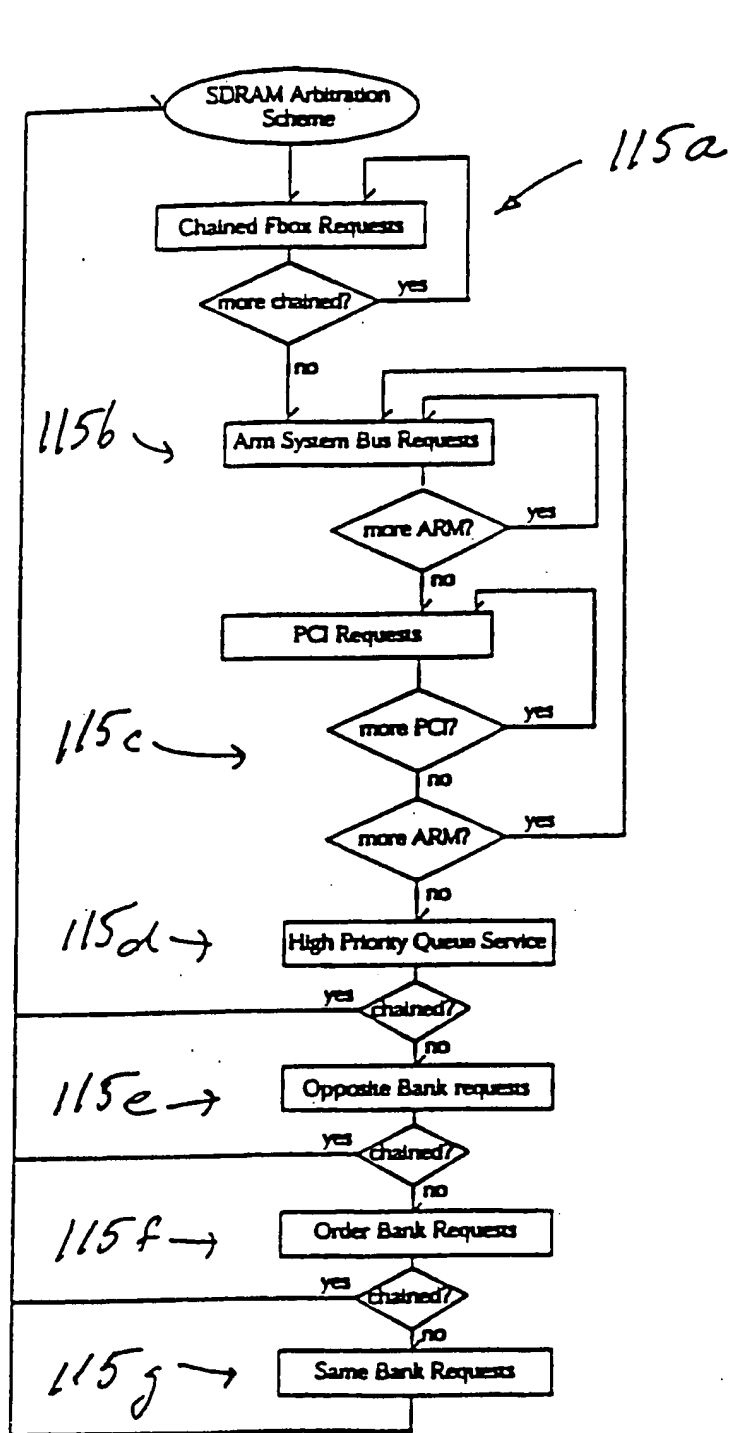 SDRAM Arbitration
Scheme
115a
Chained Fbox Requests
more chained?
yes
no
115b
Arm System Bus Requests
more ARM?
yes
no
PCI Requests
115c
more PCI?
yes
no
more ARM?
yes
no
115d
High Priority Queue Service
yes
chained?
no
115e
Opposite Bank requests
yes
chained?
no
115f
Order Bank Requests
yes
chained?
no
115g
Same Bank Requests